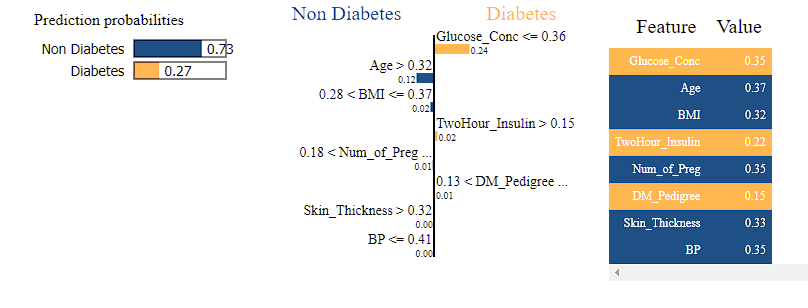 Prediction probabilities
Non Diabetes 0.73
Diabetes 0.27
Non Diabetes Diabetes
Glucose_Conc <= 0.36
0.24
Age > 0.32
0.12
0.28 < BMI <= 0.37
0.02
TwoHour_Insulin > 0.15
0.02
0.18 < Num_of_Preg ...
0.01
0.13 < DM_Pedigree ...
0.01
Skin_Thickness > 0.32
0.00
BP <= 0.41
0.00
Feature Value
Glucose_Conc 0.35
Age 0.37
BMI 0.32
TwoHour_Insulin 0.22
Num_of_Preg 0.35
DM_Pedigree 0.15
Skin_Thickness 0.33
BP 0.35